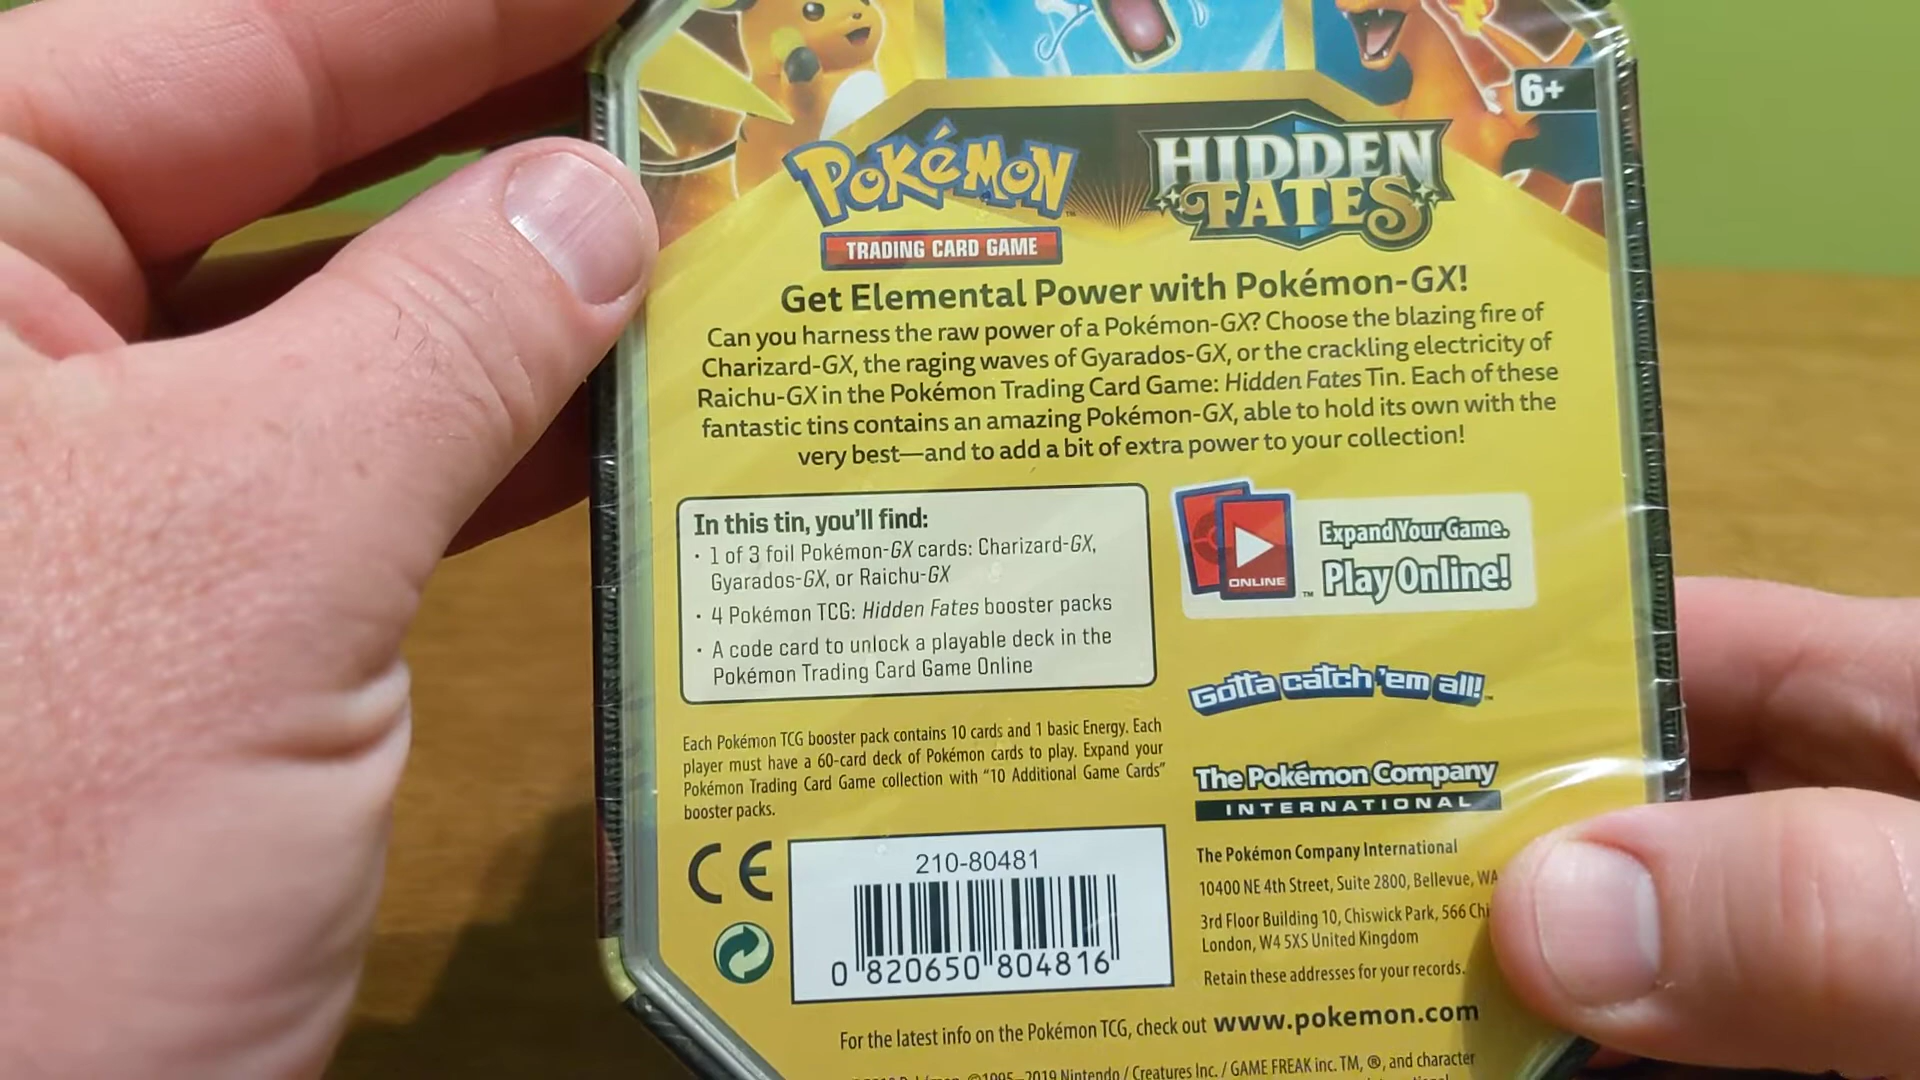 6+
POKéMON
TRADING CARD GAME
HIDDEN
FATES
Get Elemental Power with Pokémon-GX!
Can you harness the raw power of a Pokémon-GX? Choose the blazing fire of
Charizard-GX, the raging waves of Gyarados-GX, or the crackling electricity of
Raichu-GX in the Pokémon Trading Card Game: Hidden Fates Tin. Each of these
fantastic tins contains an amazing Pokémon-GX, able to hold its own with the
very best—and to add a bit of extra power to your collection!
In this tin, you'll find:
• 1 of 3 foil Pokémon-GX cards: Charizard-GX,
Gyarados-GX, or Raichu-GX
• 4 Pokémon TCG: Hidden Fates booster packs
• A code card to unlock a playable deck in the
Pokémon Trading Card Game Online
ONLINE
™
Expand Your Game.
Play Online!
Gotta catch 'em all!™
Each Pokémon TCG booster pack contains 10 cards and 1 basic Energy. Each
player must have a 60-card deck of Pokémon cards to play. Expand your
Pokémon Trading Card Game collection with “10 Additional Game Cards”
booster packs.
The Pokémon Company
INTERNATIONAL
CE
210-80481
0 820650 804816
The Pokémon Company International
10400 NE 4th Street, Suite 2800, Bellevue, WA
3rd Floor Building 10, Chiswick Park, 566
London, W4 5XS United Kingdom
Retain these addresses for your records.
For the latest info on the Pokémon TCG, check out www.pokemon.com
©1995–2019 Nintendo / Creatures Inc. / GAME FREAK inc. TM, ®, and character